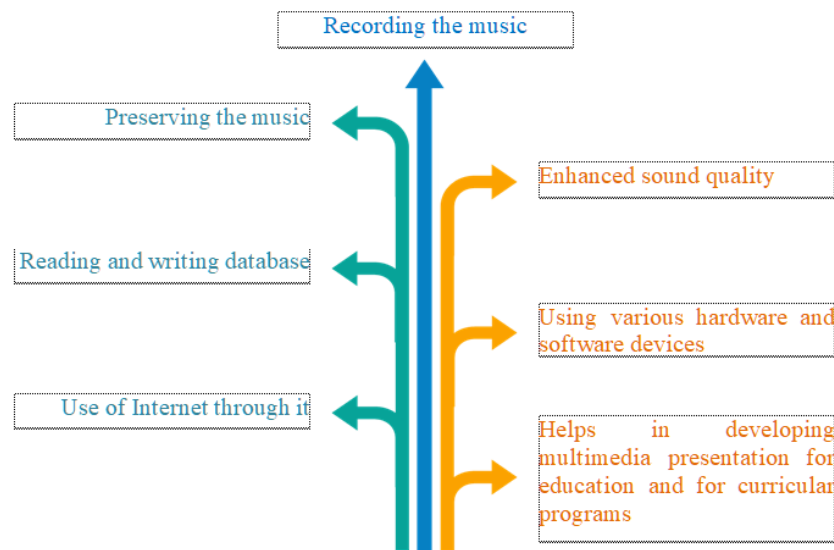 Recording the music
Preserving the music
Enhanced sound quality
Reading and writing database
Using various hardware and
software devices
Use of Internet through it
Helps in developing
multimedia presentation for
education and for curricular
programs